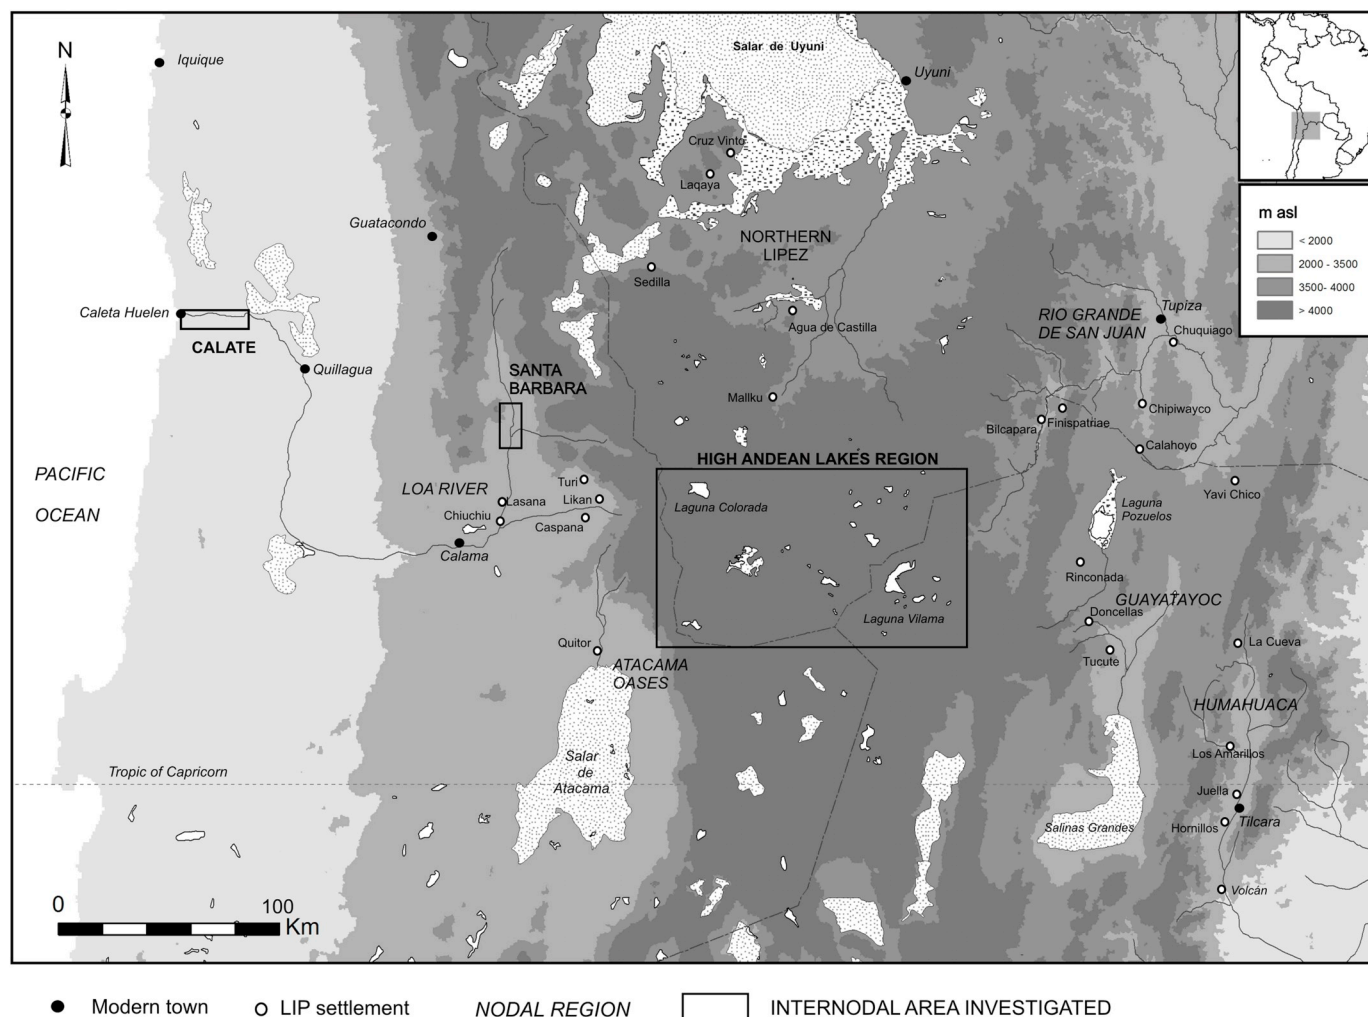 Salar de Uyuni
N
Iquique
Uyuni
Cruz Vinto
Laqaya
m asl
< 2000
2000 - 3500
3500- 4000
> 4000
Guatacondo
NORTHERN
LIPEZ
Sedilla
Caleta Huelen
CALATE
Agua de Castilla
RIO GRANDE
DE SAN JUAN
Tupiza
Chuquiago
Quillagua
SANTA
BARBARA
Mallku
Bilcapara
Finispatriae
Chipiwayco
Calahoyo
HIGH ANDEAN LAKES REGION
PACIFIC
OCEAN
LOA RIVER
Turi
Likan
Lasana
Chiuchiu
Caspana
Calama
Laguna Colorada
Laguna
Pozuelos
Yavi Chico
Rinconada
GUAYATAYOC
Doncellas
Laguna Vilama
Quitor
ATACAMA
OASES
Tucute
La Cueva
HUMAHUACA
Los Amarillos
Salar
de
Atacama
Tropic of Capricorn
Juella
Tilcara
Hornillos
Salinas Grandes
Volcán
0
100
Km
Modern town
LIP settlement
NODAL REGION
INTERNODAL AREA INVESTIGATED